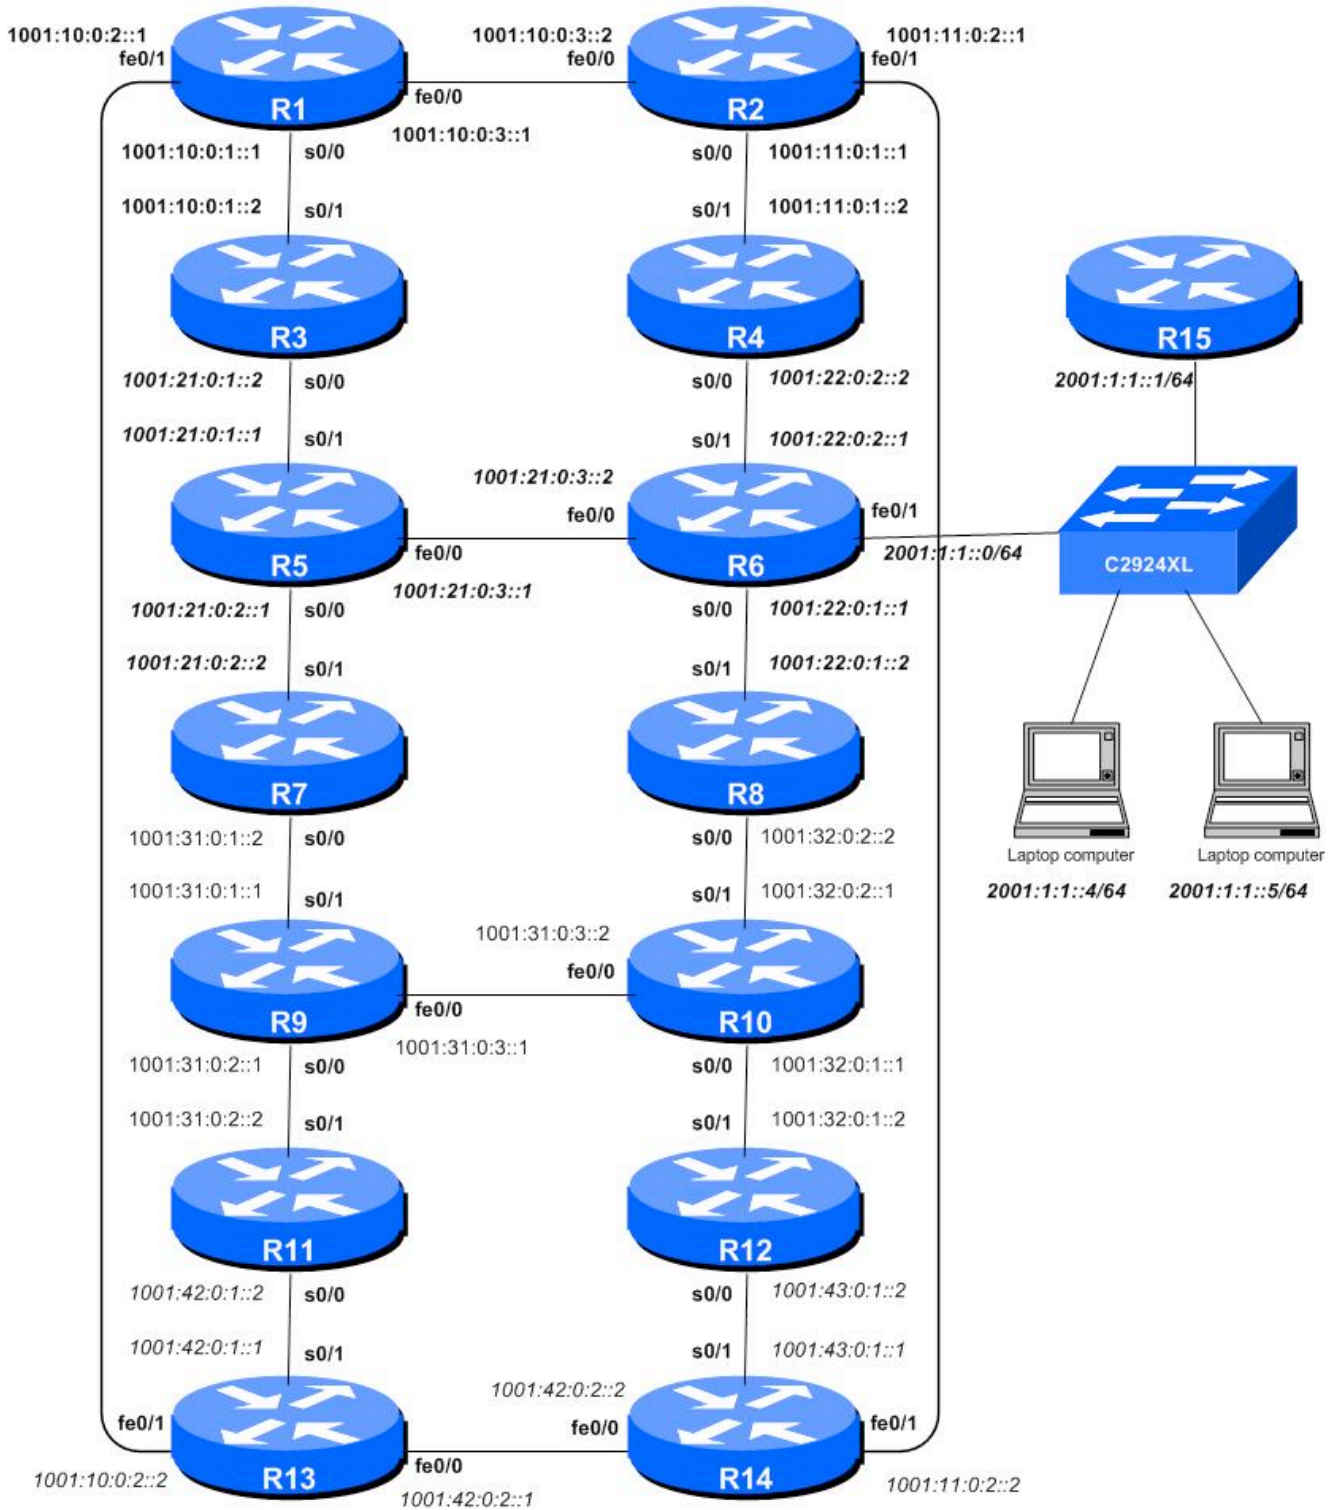 1001:10:0:2::1
fe0/1
R1
fe0/0
1001:10:0:3::1
1001:10:0:3::2
fe0/0
R2
1001:11:0:2::1
fe0/1
1001:10:0:1::1 s0/0
s0/0 1001:11:0:1::1
1001:10:0:1::2 s0/1
s0/1 1001:11:0:1::2
R3
R4
R15
1001:21:0:1::2 s0/0
s0/0 1001:22:0:2::2
2001:1:1::1/64
1001:21:0:1::1 s0/1
s0/1 1001:22:0:2::1
1001:21:0:3::2
fe0/0
fe0/1
R5
fe0/0
1001:21:0:3::1
R6
2001:1:1::0/64
C2924XL
1001:21:0:2::1 s0/0
s0/0 1001:22:0:1::1
1001:21:0:2::2 s0/1
s0/1 1001:22:0:1::2
R7
R8
1001:31:0:1::2 s0/0
s0/0 1001:32:0:2::2
Laptop computer
2001:1:1::4/64
Laptop computer
2001:1:1::5/64
1001:31:0:1::1 s0/1
s0/1 1001:32:0:2::1
1001:31:0:3::2
fe0/0
R9
fe0/0
1001:31:0:3::1
R10
1001:31:0:2::1 s0/0
s0/0 1001:32:0:1::1
1001:31:0:2::2 s0/1
s0/1 1001:32:0:1::2
R11
R12
1001:42:0:1::2 s0/0
s0/0 1001:43:0:1::2
1001:42:0:1::1 s0/1
s0/1 1001:43:0:1::1
1001:42:0:2::2
fe0/1
fe0/0
fe0/1
R13
fe0/0
R14
1001:10:0:2::2
1001:42:0:2::1
1001:11:0:2::2